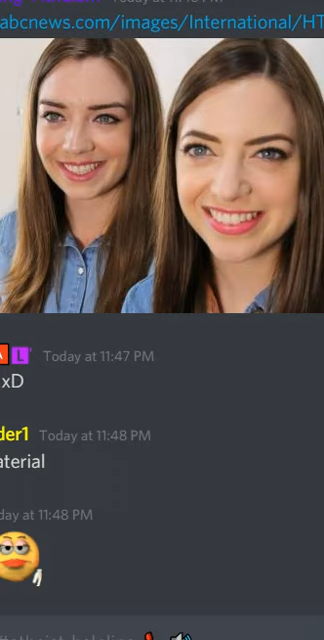 abcnews.com/images/International/HT
L
Today at 11:47 PM
xD
der1 Today at 11:48 PM
aterial
day at 11:48 PM